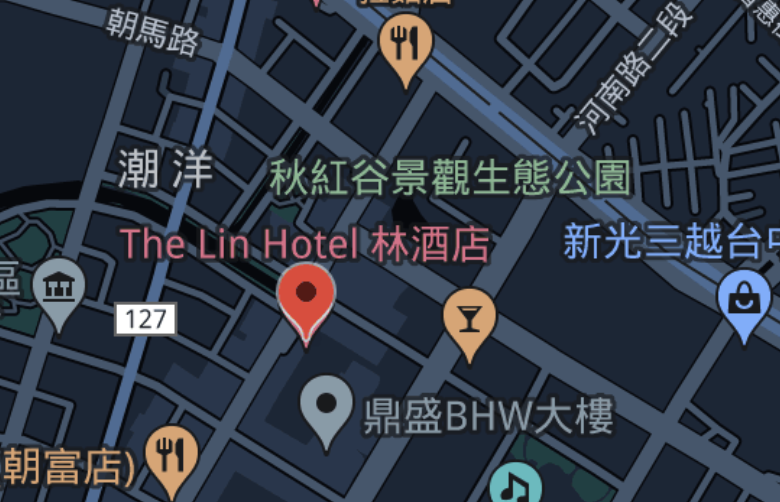 朝馬路
河南路二段
潮洋
秋紅谷景觀生態公園
The Lin Hotel 林酒店
新光三越台中
區
127
鼎盛BHW大樓
朝富店)